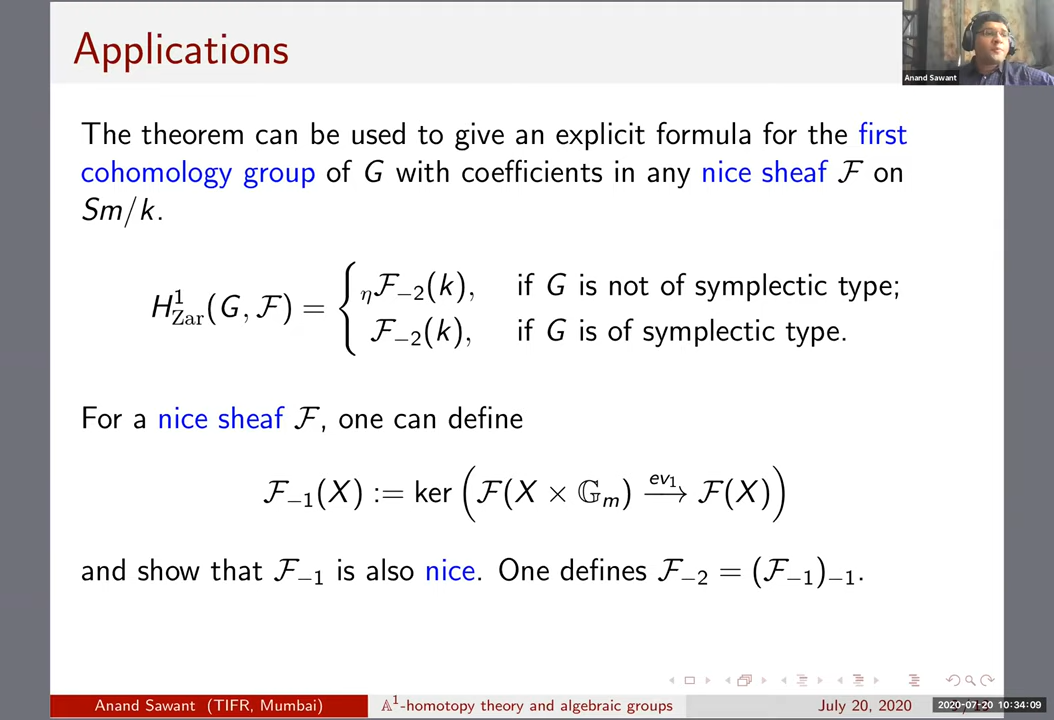 Applications
Anand Sawant
The theorem can be used to give an explicit formula for the first
cohomology group of G with coefficients in any nice sheaf ℱ on
Sm/k.
H¹_Zar(G, ℱ) = { _ηℱ₋₂(k), if G is not of symplectic type;
ℱ₋₂(k), if G is of symplectic type.
For a nice sheaf ℱ, one can define
ℱ₋₁(X) := ker (ℱ(X × 𝔾ₘ) —ev₁→ ℱ(X))
and show that ℱ₋₁ is also nice. One defines ℱ₋₂ = (ℱ₋₁)₋₁.
Anand Sawant (TIFR, Mumbai) 𝔸¹-homotopy theory and algebraic groups July 20, 2020 2020-07-20 10:34:09